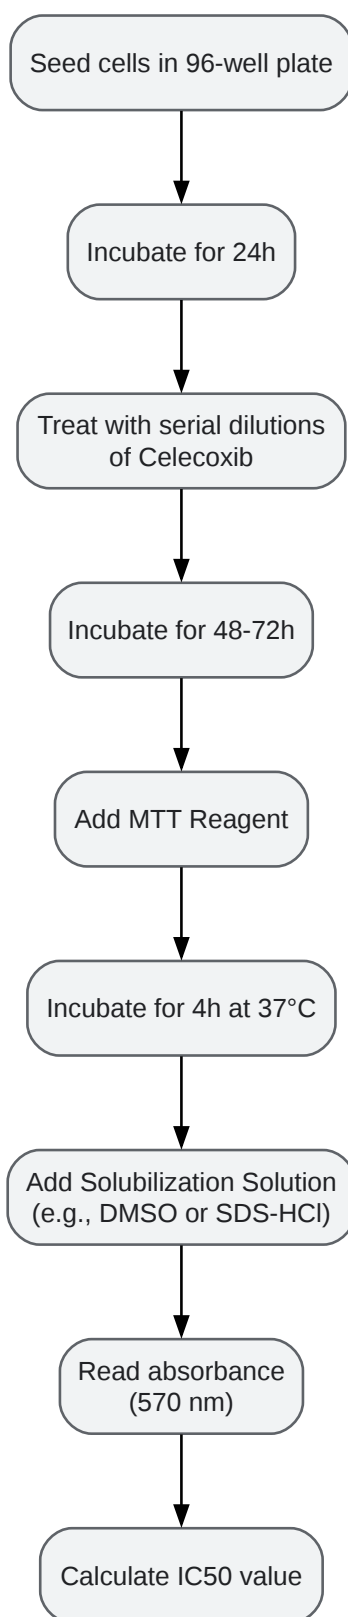 Seed cells in 96-well plate
Incubate for 24h
Treat with serial dilutions
of Celecoxib
Incubate for 48-72h
Add MTT Reagent
Incubate for 4h at 37°C
Add Solubilization Solution
(e.g., DMSO or SDS-HCl)
Read absorbance
(570 nm)
Calculate IC50 value